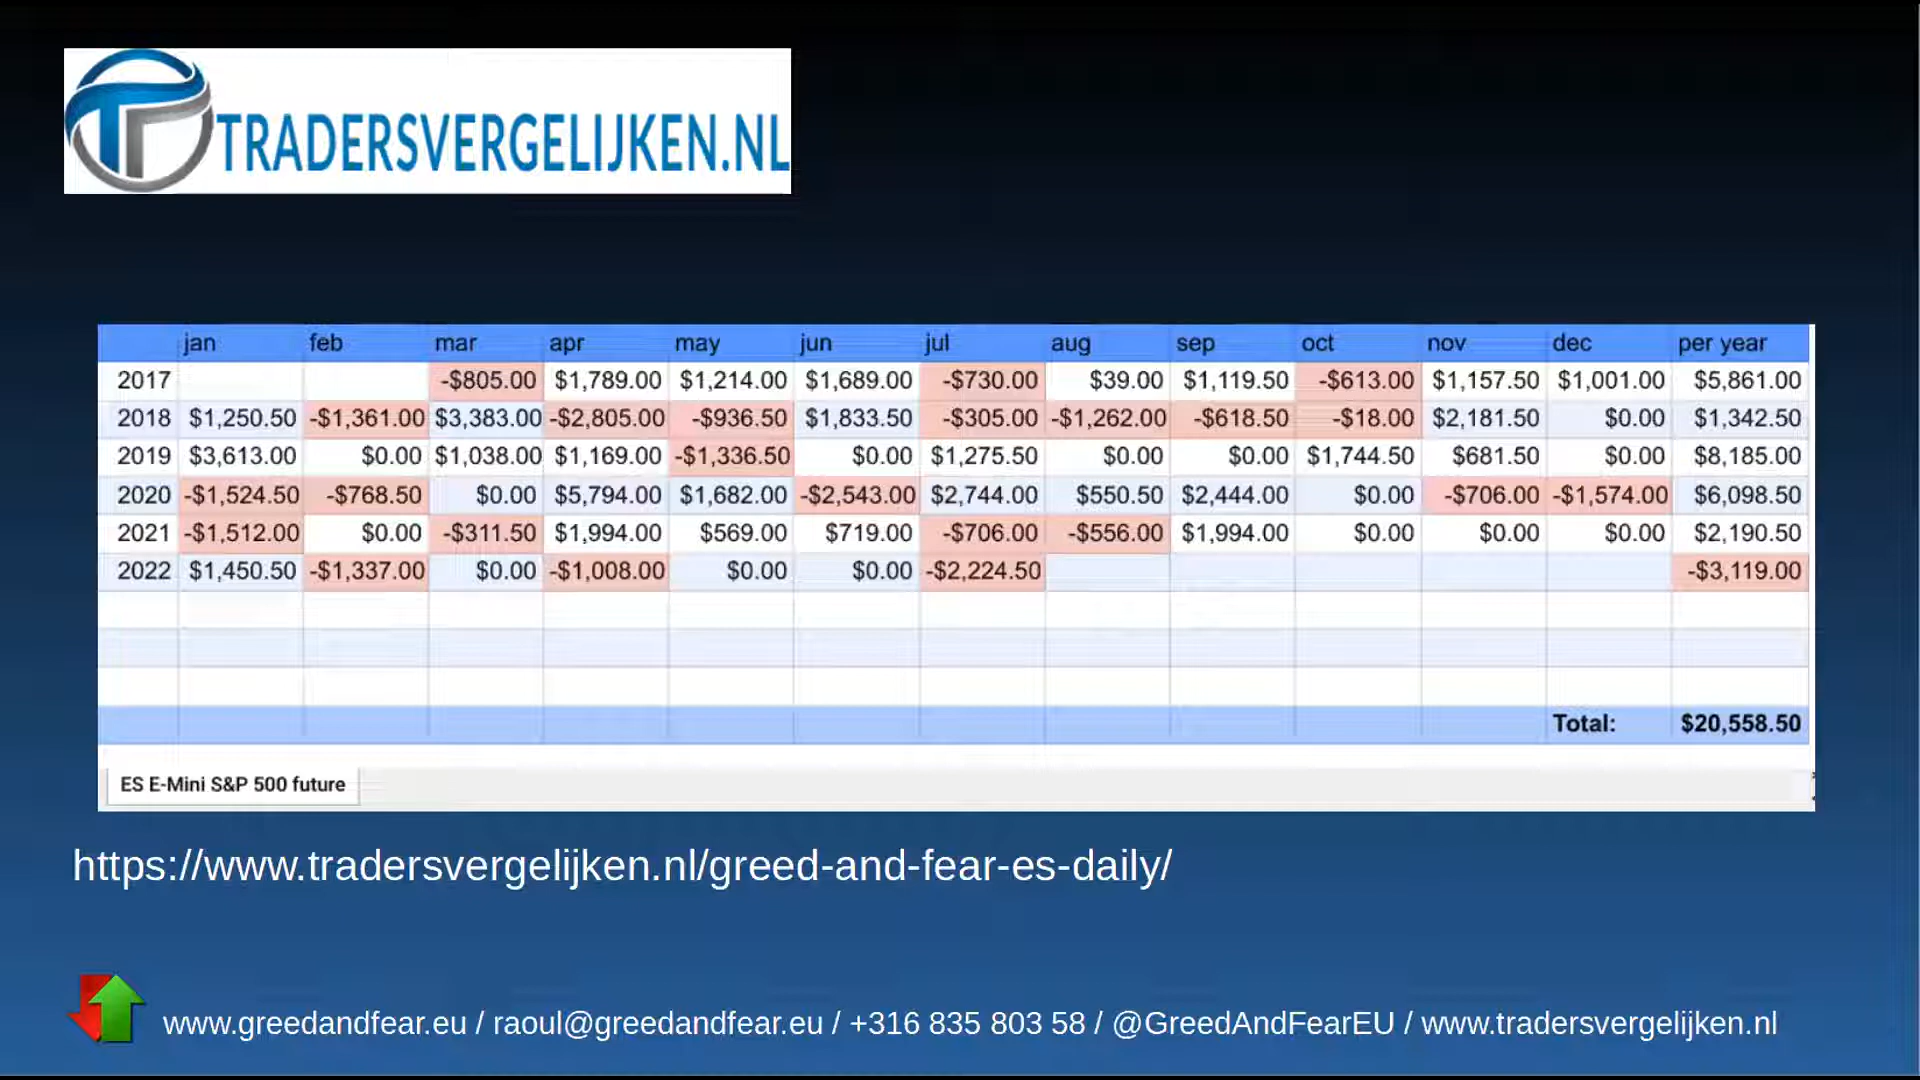 TRADERSVERGELIJKEN.NL
jan feb mar apr may jun jul aug sep oct nov dec per year
2017 -$805.00 $1,789.00 $1,214.00 $1,689.00 -$730.00 $39.00 $1,119.50 -$613.00 $1,157.50 $1,001.00 $5,861.00
2018 $1,250.50 -$1,361.00 $3,383.00 -$2,805.00 -$936.50 $1,833.50 -$305.00 -$1,262.00 -$618.50 -$18.00 $2,181.50 $0.00 $1,342.50
2019 $3,613.00 $0.00 $1,038.00 $1,169.00 -$1,336.50 $0.00 $1,275.50 $0.00 $0.00 $1,744.50 $681.50 $0.00 $8,185.00
2020 -$1,524.50 -$768.50 $0.00 $5,794.00 $1,682.00 -$2,543.00 $2,744.00 $550.50 $2,444.00 $0.00 -$706.00 -$1,574.00 $6,098.50
2021 -$1,512.00 $0.00 -$311.50 $1,994.00 $569.00 $719.00 -$706.00 -$556.00 $1,994.00 $0.00 $0.00 $0.00 $2,190.50
2022 $1,450.50 -$1,337.00 $0.00 -$1,008.00 $0.00 $0.00 -$2,224.50 -$3,119.00
Total: $20,558.50
ES E-Mini S&P 500 future
https://www.tradersvergelijken.nl/greed-and-fear-es-daily/
www.greedandfear.eu / raoul@greedandfear.eu / +316 835 803 58 / @GreedAndFearEU / www.tradersvergelijken.nl